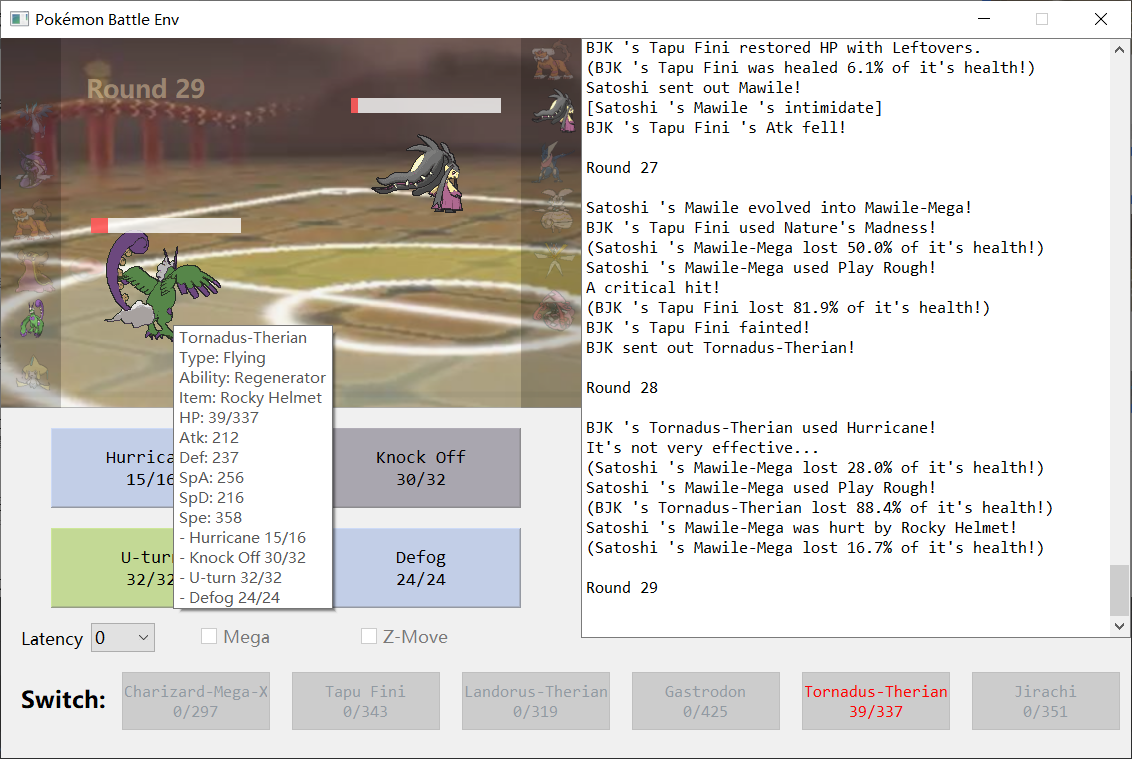 Pokémon Battle Env
Round 29
BJK 's Tapu Fini restored HP with Leftovers.
(BJK 's Tapu Fini was healed 6.1% of it's health!)
Satoshi sent out Mawile!
[Satoshi 's Mawile 's intimidate]
BJK 's Tapu Fini 's Atk fell!
Round 27
Satoshi 's Mawile evolved into Mawile-Mega!
BJK 's Tapu Fini used Nature's Madness!
(Satoshi 's Mawile-Mega lost 50.0% of it's health!)
Satoshi 's Mawile-Mega used Play Rough!
A critical hit!
(BJK 's Tapu Fini lost 81.9% of it's health!)
BJK 's Tapu Fini fainted!
BJK sent out Tornadus-Therian!
Round 28
BJK 's Tornadus-Therian used Hurricane!
It's not very effective...
(Satoshi 's Mawile-Mega lost 28.0% of it's health!)
Satoshi 's Mawile-Mega used Play Rough!
(BJK 's Tornadus-Therian lost 88.4% of it's health!)
Satoshi 's Mawile-Mega was hurt by Rocky Helmet!
(Satoshi 's Mawile-Mega lost 16.7% of it's health!)
Round 29
Tornadus-Therian
Type: Flying
Ability: Regenerator
Item: Rocky Helmet
HP: 39/337
Atk: 212
Def: 237
SpA: 256
SpD: 216
Spe: 358
- Hurricane 15/16
- Knock Off 30/32
- U-turn 32/32
- Defog 24/24
Hurrica
15/16
Knock Off
30/32
U-turn
32/32
Defog
24/24
Latency 0 Mega Z-Move
Switch:
Charizard-Mega-X
0/297
Tapu Fini
0/343
Landorus-Therian
0/319
Gastrodon
0/425
Tornadus-Therian
39/337
Jirachi
0/351